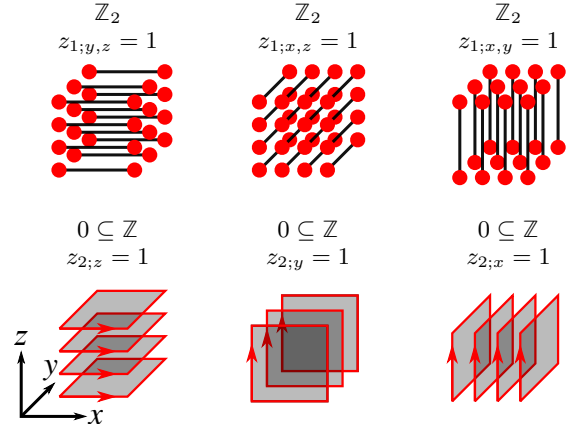 ℤ₂ ℤ₂ ℤ₂
z₁;y,z = 1 z₁;x,z = 1 z₁;x,y = 1
0 ⊆ ℤ 0 ⊆ ℤ 0 ⊆ ℤ
z₂;z = 1 z₂;y = 1 z₂;x = 1
z
y
x